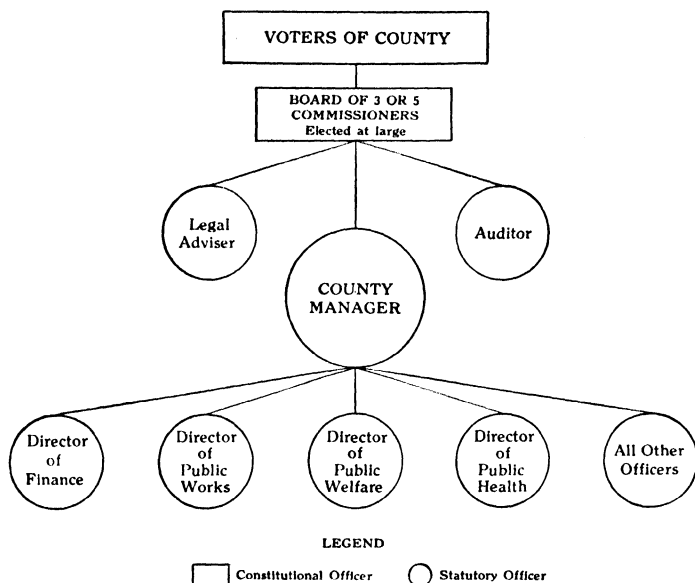 VOTERS OF COUNTY
BOARD OF 3 OR 5
COMMISSIONERS
Elected at large
Legal
Adviser
Auditor
COUNTY
MANAGER
Director
of
Finance
Director
of
Public
Works
Director
of
Public
Welfare
Director
of
Public
Health
All Other
Officers
LEGEND
Constitutional Officer
Statutory Officer